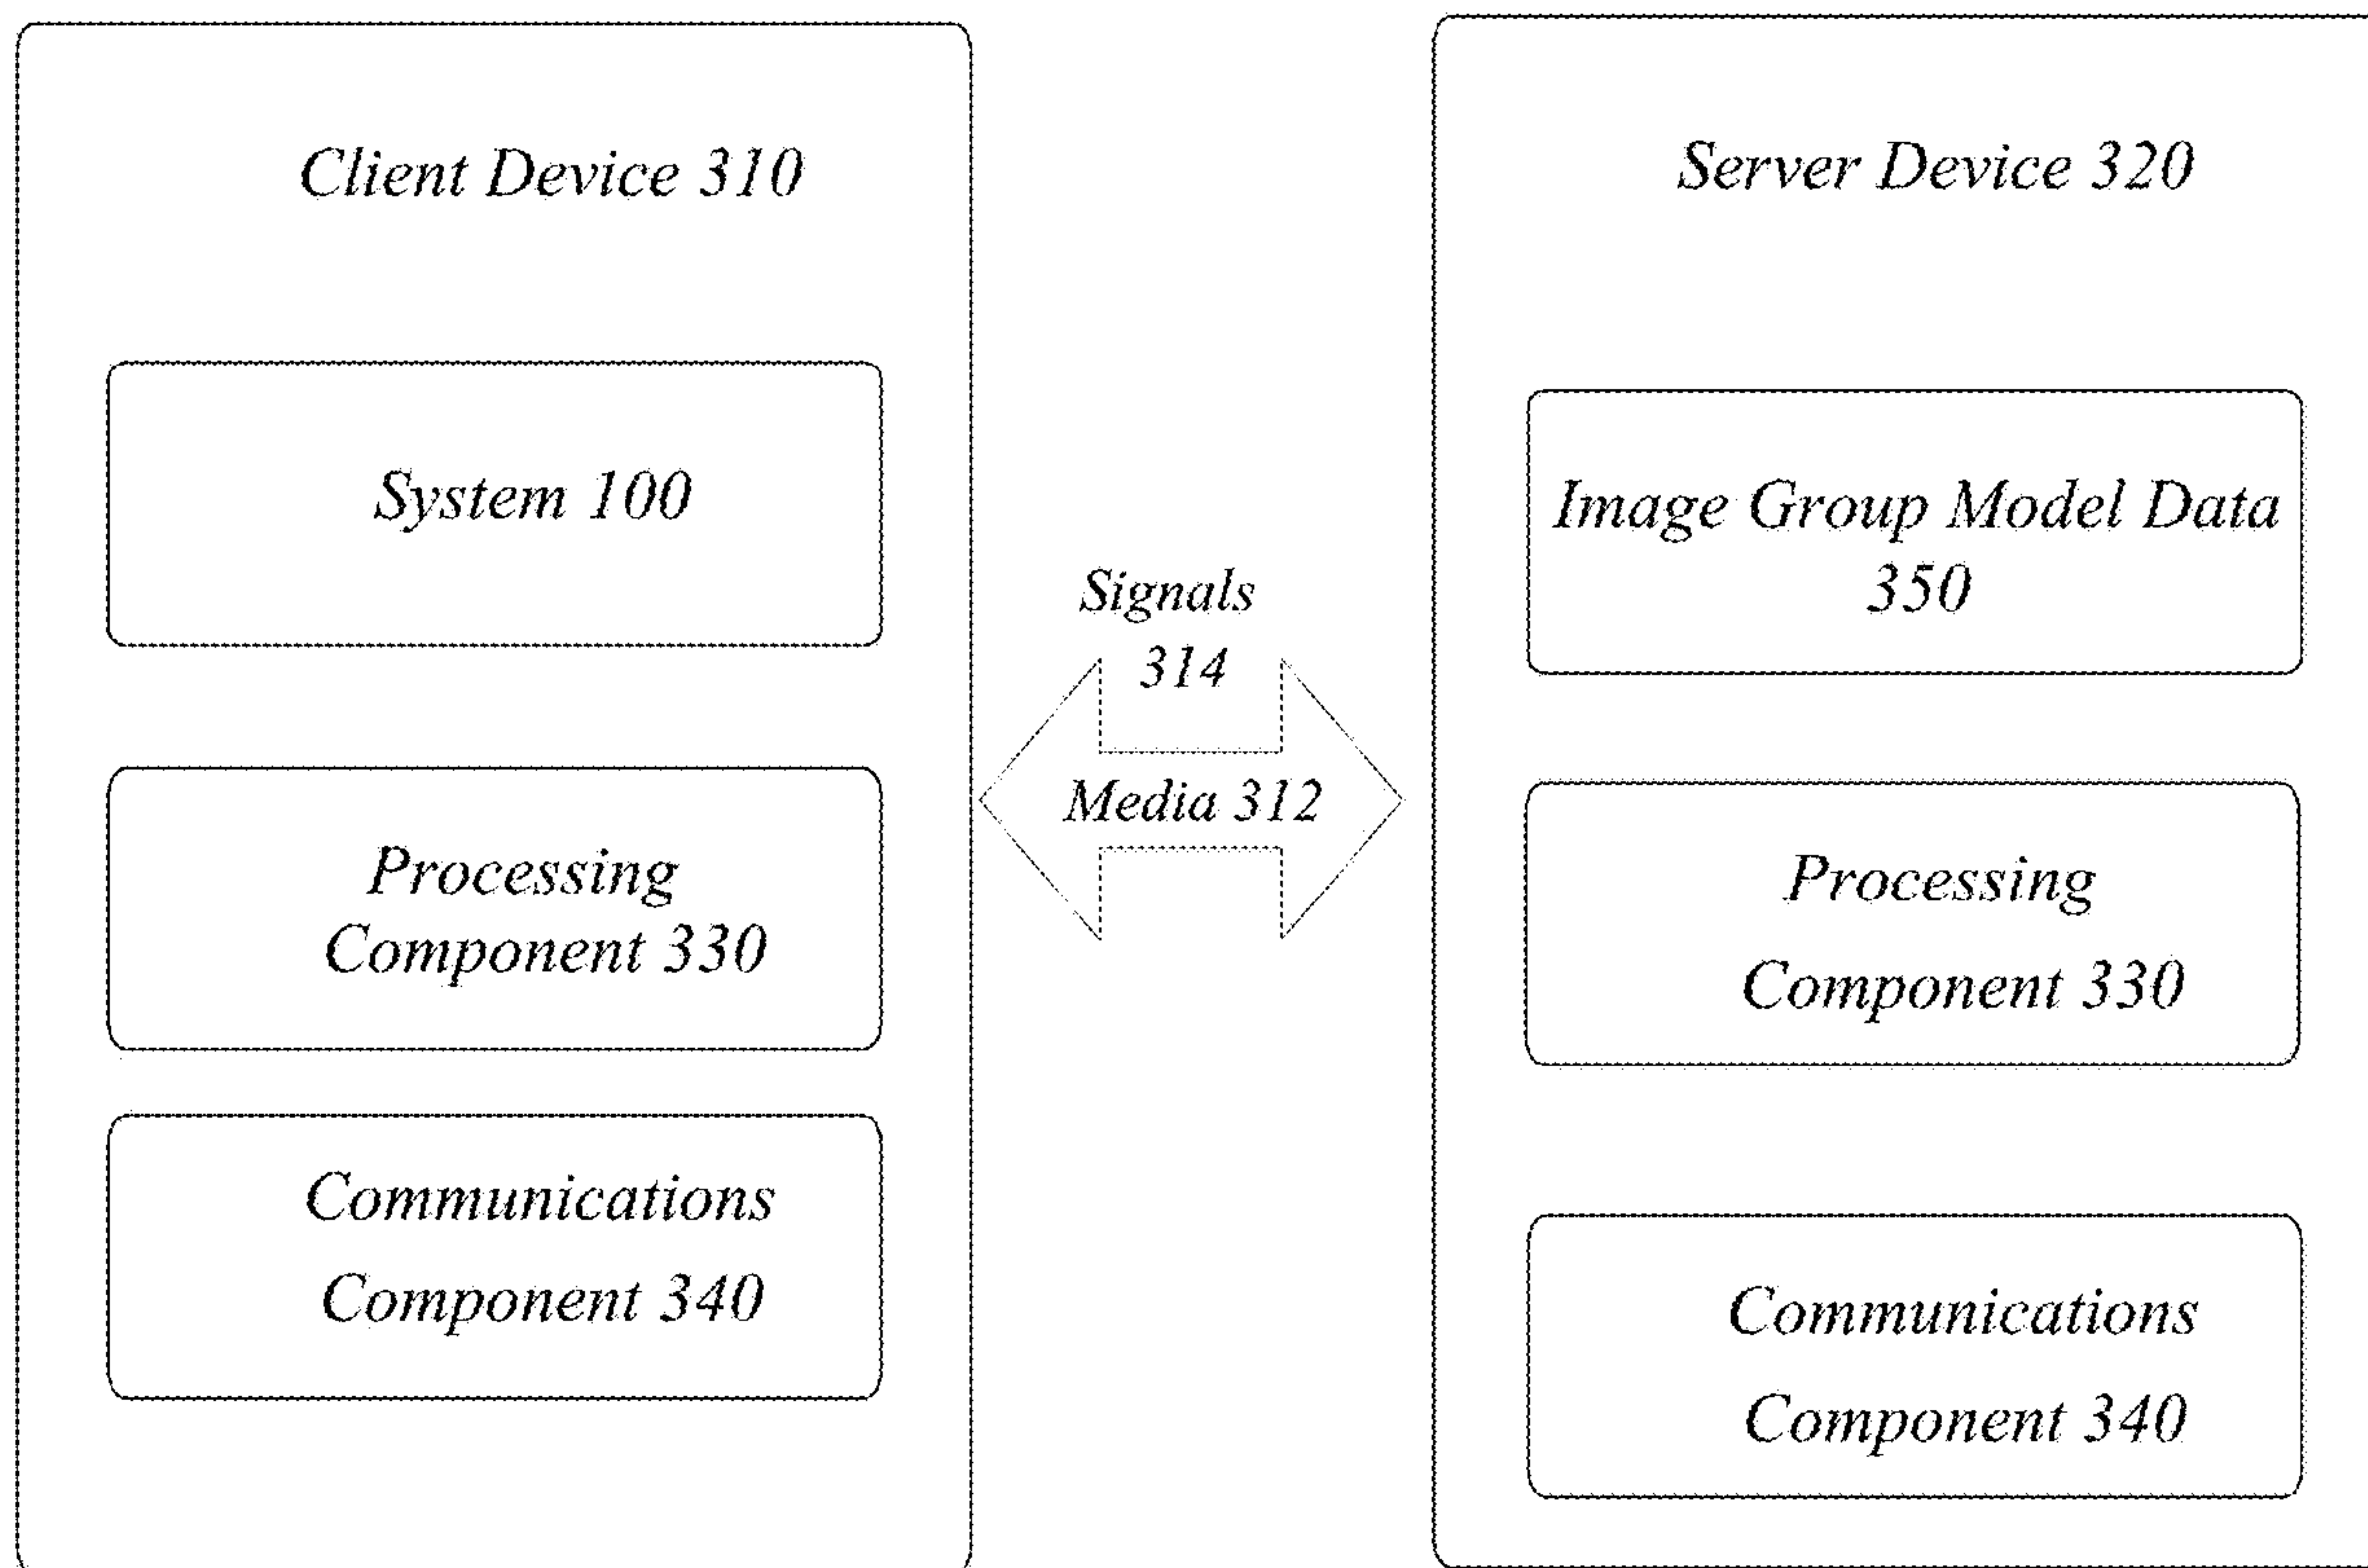 Client Device 310
System 100
Processing
Component 330
Communications
Component 340
Signals
314
Media 312
Server Device 320
Image Group Model Data
350
Processing
Component 330
Communications
Component 340